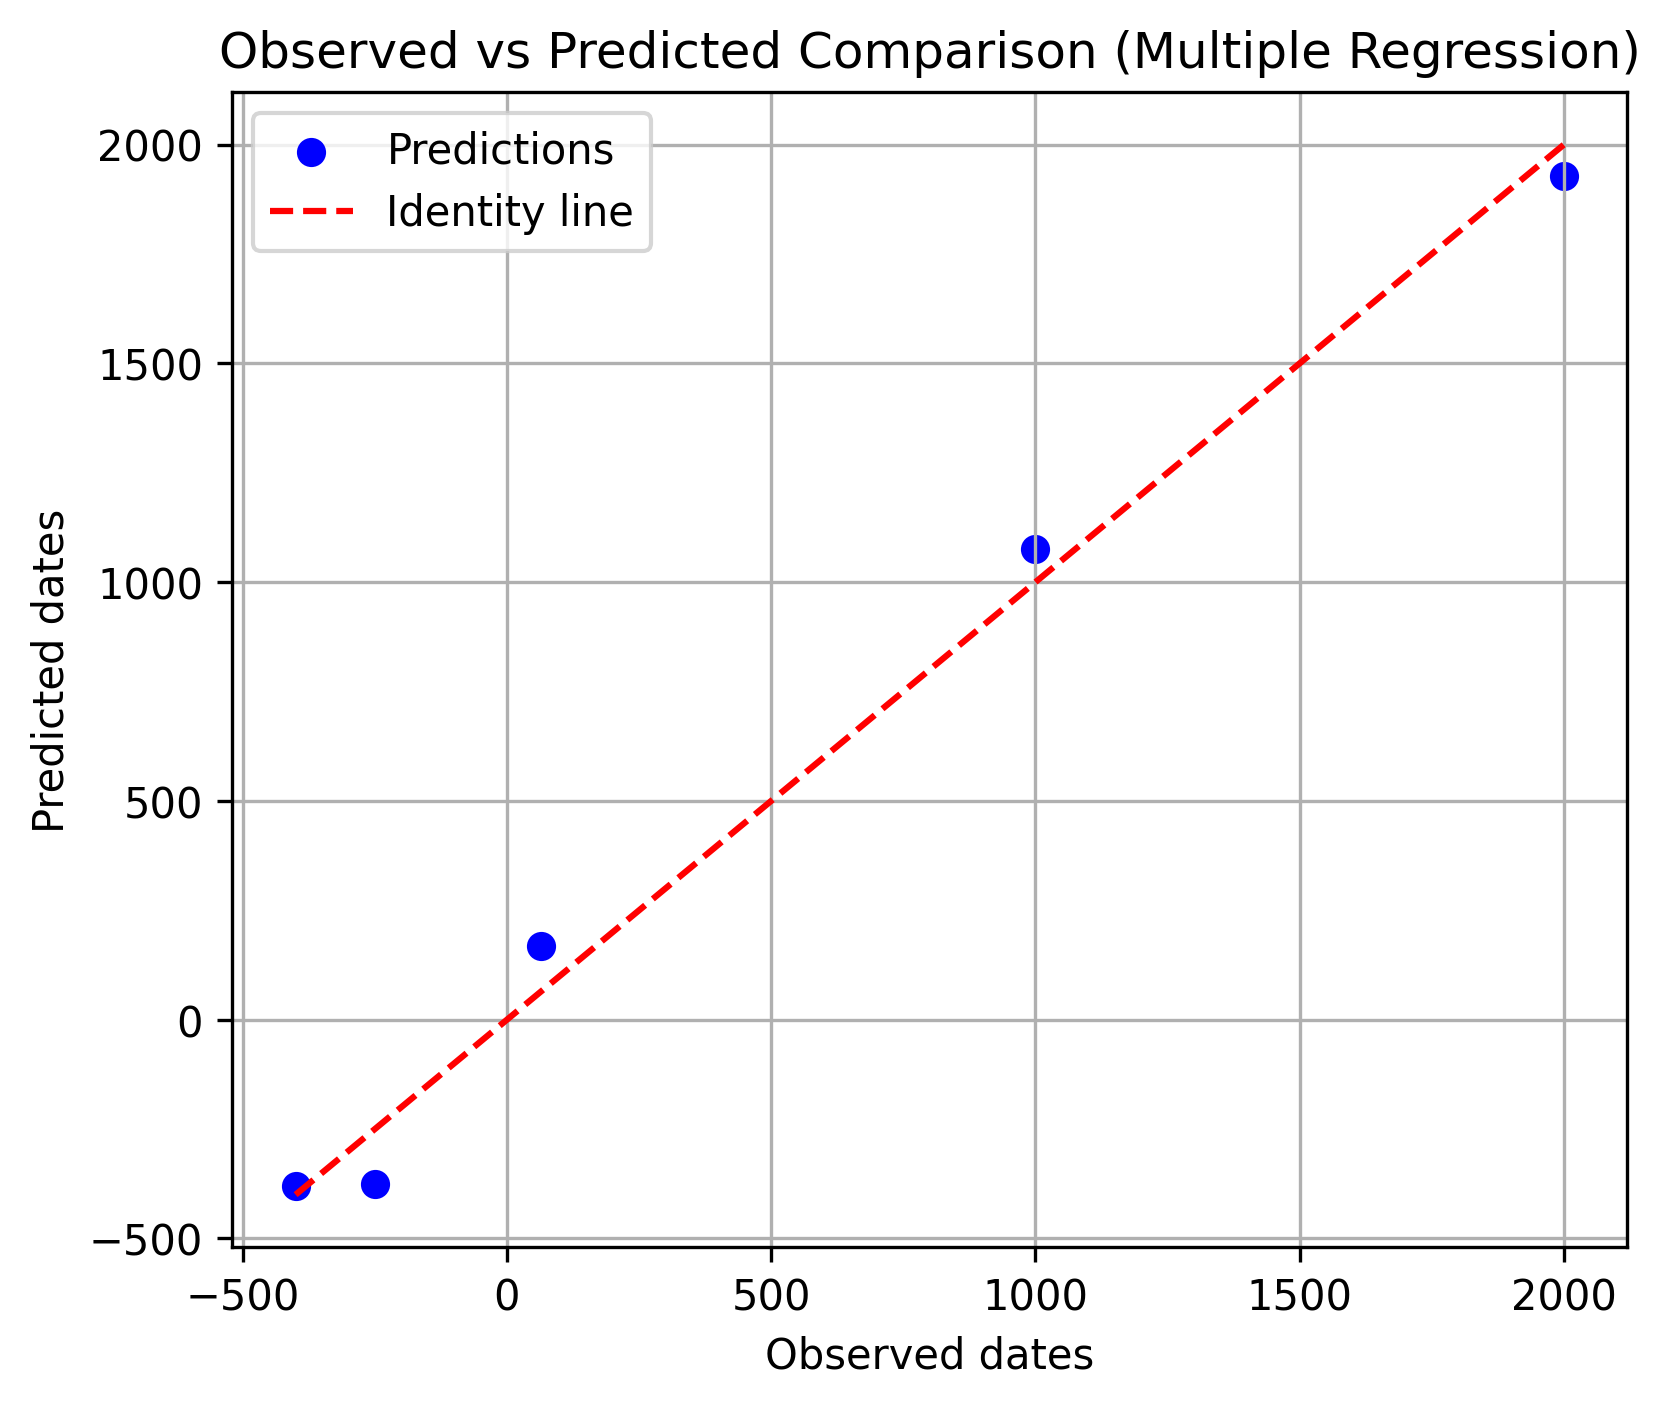 Observed vs Predicted Comparison (Multiple Regression)
Predictions
Identity line
2000
1500
1000
500
0
−500
Predicted dates
−500 0 500 1000 1500 2000
Observed dates